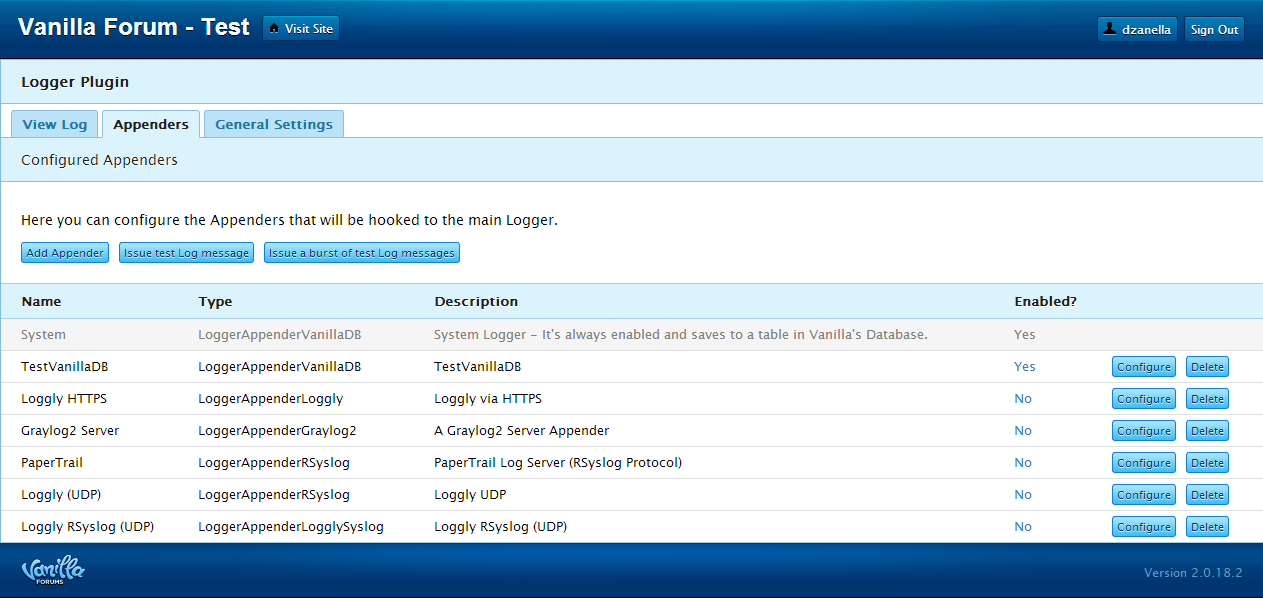 Vanilla Forum - Test Visit Site dzanella Sign Out
Logger Plugin
View Log Appenders General Settings
Configured Appenders
Here you can configure the Appenders that will be hooked to the main Logger.
Add Appender Issue test Log message Issue a burst of test Log messages
Name Type Description Enabled?
System LoggerAppenderVanillaDB System Logger - It's always enabled and saves to a table in Vanilla's Database. Yes
TestVanillaDB LoggerAppenderVanillaDB TestVanillaDB Yes Configure Delete
Loggly HTTPS LoggerAppenderLoggly Loggly via HTTPS No Configure Delete
Graylog2 Server LoggerAppenderGraylog2 A Graylog2 Server Appender No Configure Delete
PaperTrail LoggerAppenderRSyslog PaperTrail Log Server (RSyslog Protocol) No Configure Delete
Loggly (UDP) LoggerAppenderRSyslog Loggly UDP No Configure Delete
Loggly RSyslog (UDP) LoggerAppenderLogglySyslog Loggly RSyslog (UDP) No Configure Delete
Vanilla
FORUMS
Version 2.0.18.2